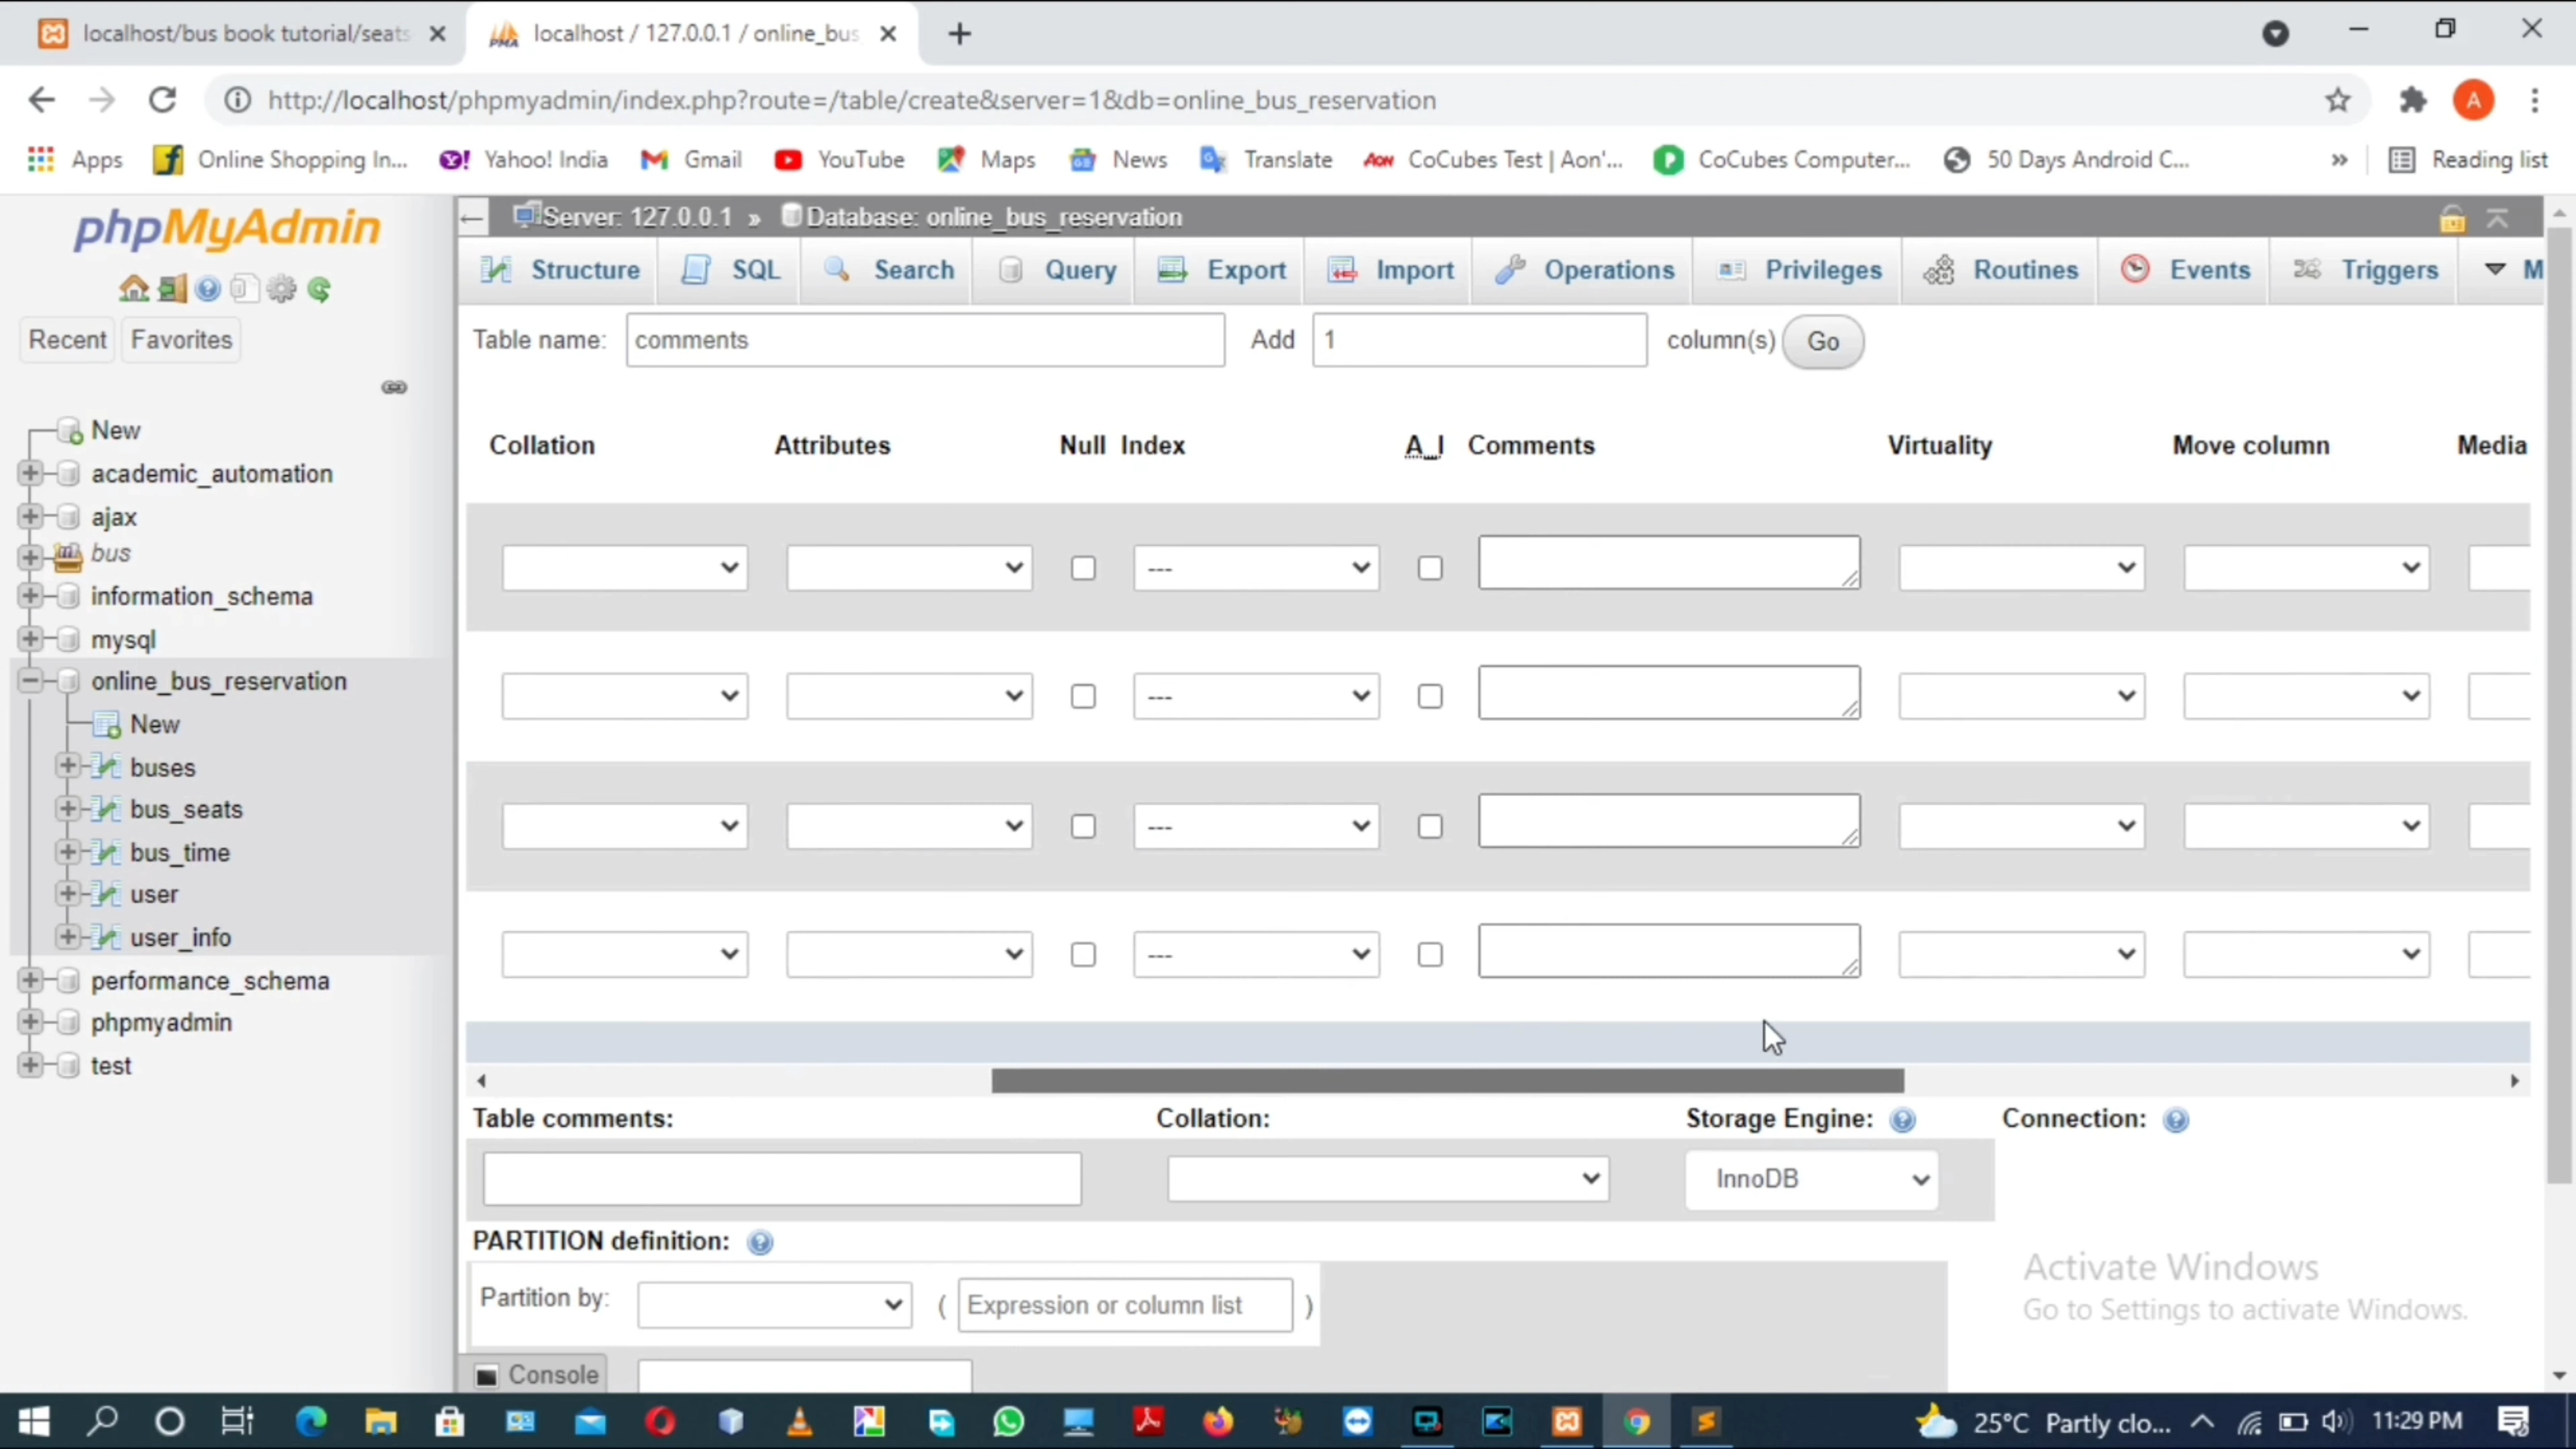 localhost/bus book tutorial/seats
localhost / 127.0.0.1 / online_bus
http://localhost/phpmyadmin/index.php?route=/table/create&server=1&db=online_bus_reservation
A
Apps
Online Shopping In...
Yahoo! India
Gmail
YouTube
Maps
News
Translate
CoCubes Test | Aon'...
CoCubes Computer...
50 Days Android C...
»
Reading list
phpMyAdmin
Recent
Favorites
New
academic_automation
ajax
bus
information_schema
mysql
online_bus_reservation
New
buses
bus_seats
bus_time
user
user_info
performance_schema
phpmyadmin
test
Server: 127.0.0.1 » Database: online_bus_reservation
Structure
SQL
Search
Query
Export
Import
Operations
Privileges
Routines
Events
Triggers
M
Table name: comments Add 1 column(s) Go
Collation Attributes Null Index A_I Comments Virtuality Move column Media
---
---
---
---
Table comments: Collation: Storage Engine: Connection:
InnoDB
PARTITION definition:
Partition by: ( Expression or column list )
Console
Activate Windows
Go to Settings to activate Windows.
25°C Partly clo...
11:29 PM